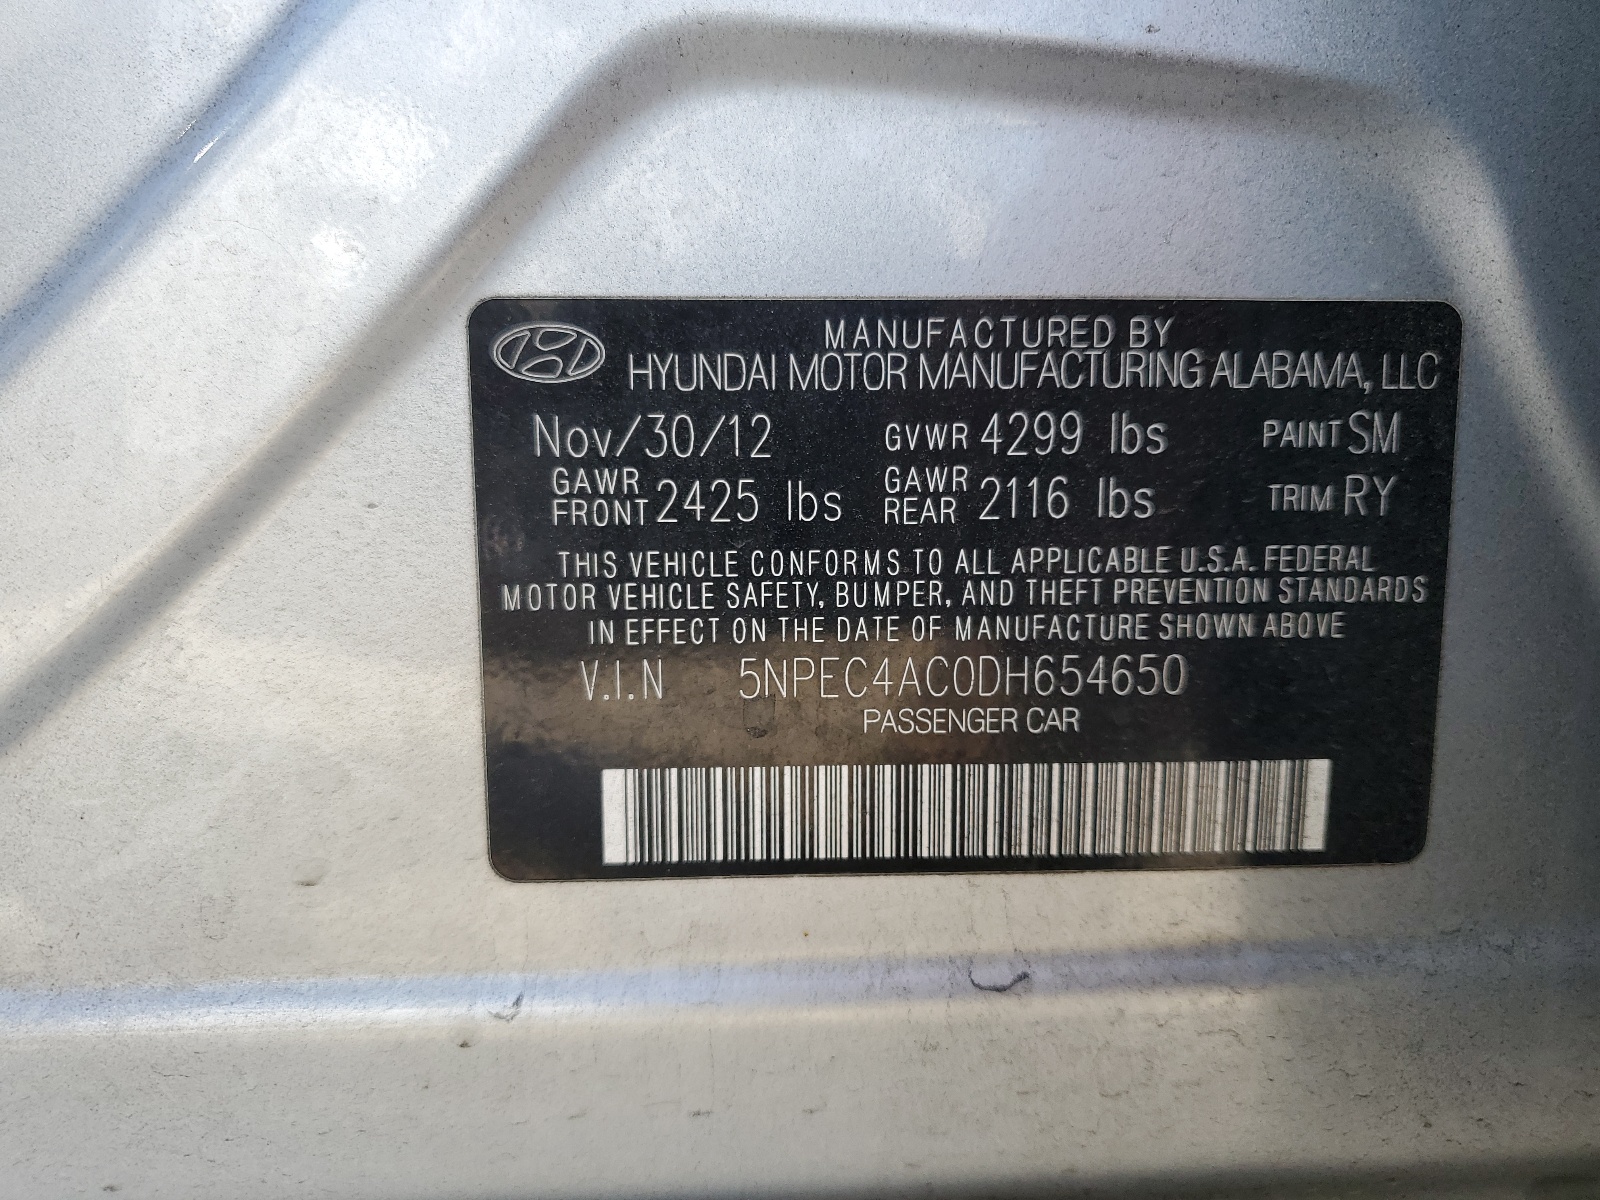 MANUFACTURED BY
HYUNDAI MOTOR MANUFACTURING ALABAMA, LLC
Nov/30/12 GVWR 4299 lbs PAINT SM
GAWR FRONT 2425 lbs GAWR REAR 2116 lbs TRIM RY
THIS VEHICLE CONFORMS TO ALL APPLICABLE U.S.A. FEDERAL
MOTOR VEHICLE SAFETY, BUMPER, AND THEFT PREVENTION STANDARDS
IN EFFECT ON THE DATE OF MANUFACTURE SHOWN ABOVE
V.I.N 5NPEC4AC0DH654650
PASSENGER CAR